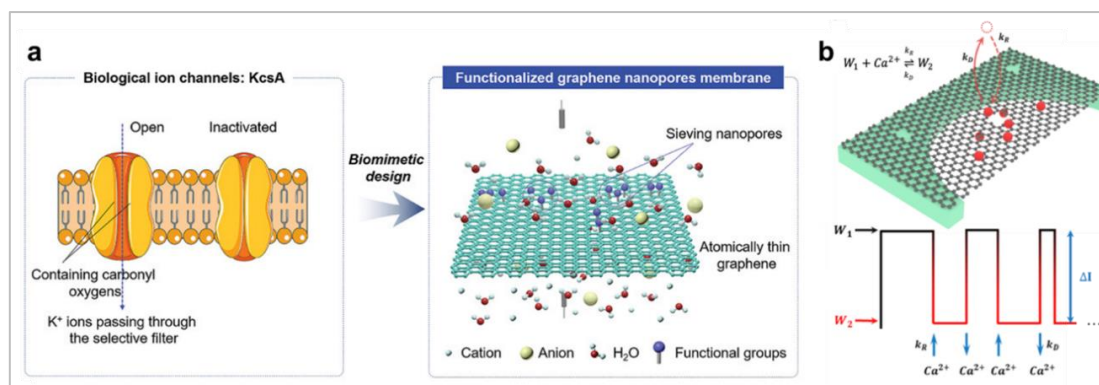 a
Biological ion channels: KcsA
Open Inactivated
Containing carbonyl
oxygens
K⁺ ions passing through
the selective filter
Biomimetic
design
Functionalized graphene nanopores membrane
Sieving nanopores
Atomically thin
graphene
Cation Anion H₂O Functional groups
b
W₁ + Ca²⁺ ⇌ W₂
k_R
k_D
k_D
k_R
W₁
W₂
ΔI
...
k_R k_D
Ca²⁺ Ca²⁺ Ca²⁺ Ca²⁺